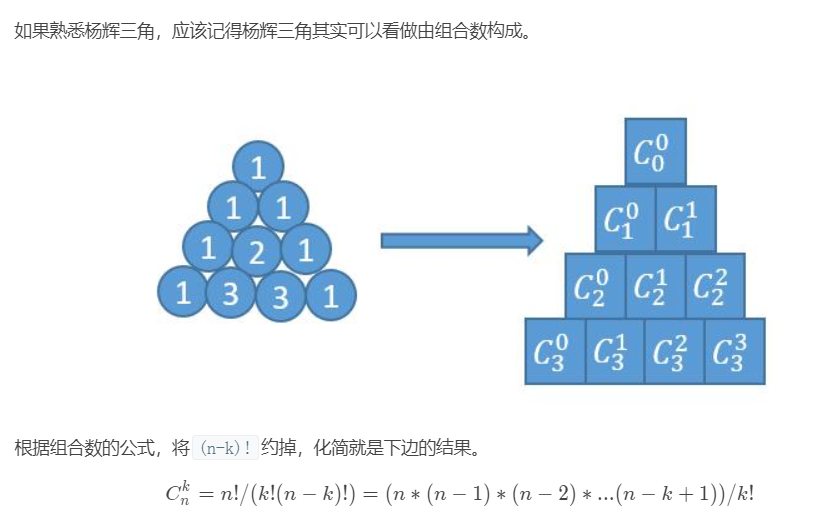 如果熟悉杨辉三角，应该记得杨辉三角其实可以看做由组合数构成。
1
1 1
1 2 1
1 3 3 1
C_0^0
C_1^0 C_1^1
C_2^0 C_2^1 C_2^2
C_3^0 C_3^1 C_3^2 C_3^3
根据组合数的公式，将 (n-k)! 约掉，化简就是下边的结果。
C_n^k = n!/(k!(n − k)!) = (n ∗ (n − 1) ∗ (n − 2) ∗ ...(n − k + 1))/k!